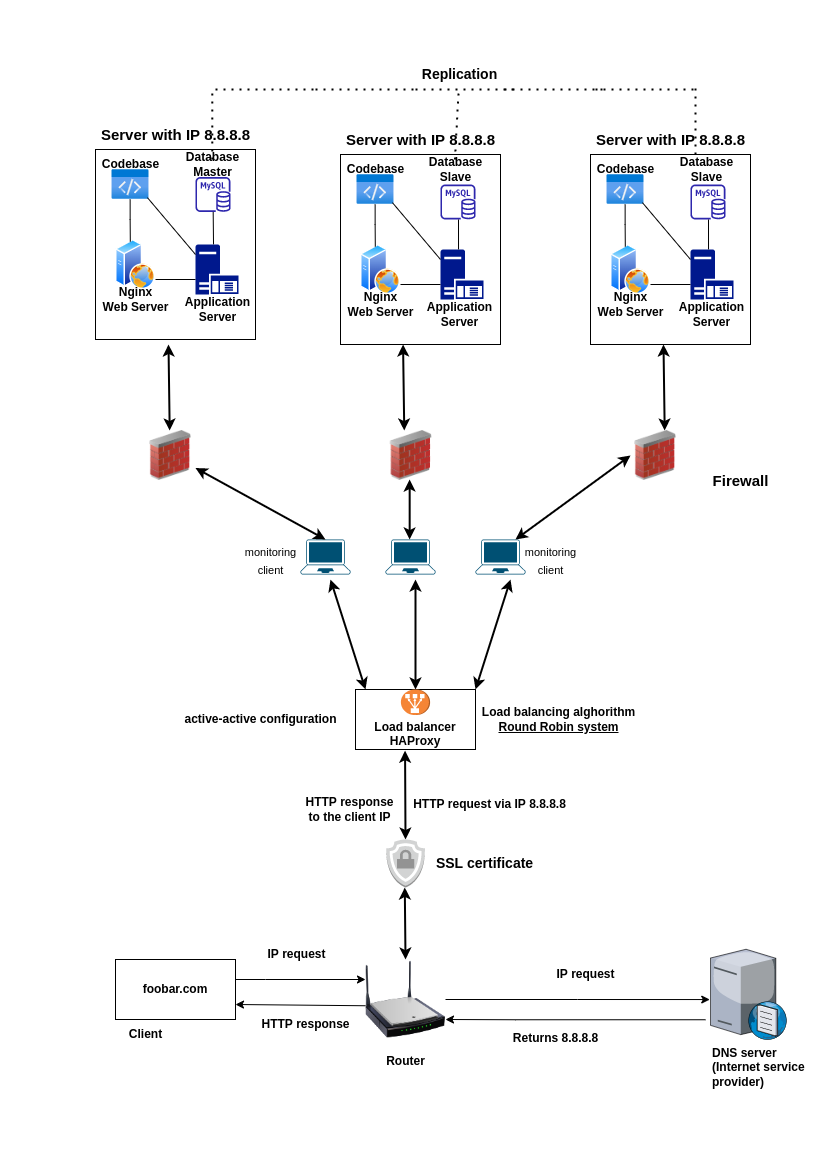 Replication
Server with IP 8.8.8.8
Server with IP 8.8.8.8
Server with IP 8.8.8.8
Codebase
Database
Master
MySQL
Nginx
Web Server
Application
Server
Codebase
Database
Slave
MySQL
Nginx
Web Server
Application
Server
Codebase
Database
Slave
MySQL
Nginx
Web Server
Application
Server
Firewall
monitoring
client
monitoring
client
active-active configuration
Load balancer
HAProxy
Load balancing alghorithm
Round Robin system
HTTP response
to the client IP
HTTP request via IP 8.8.8.8
SSL certificate
IP request
foobar.com
HTTP response
Client
Router
IP request
Returns 8.8.8.8
DNS server
(Internet service
provider)